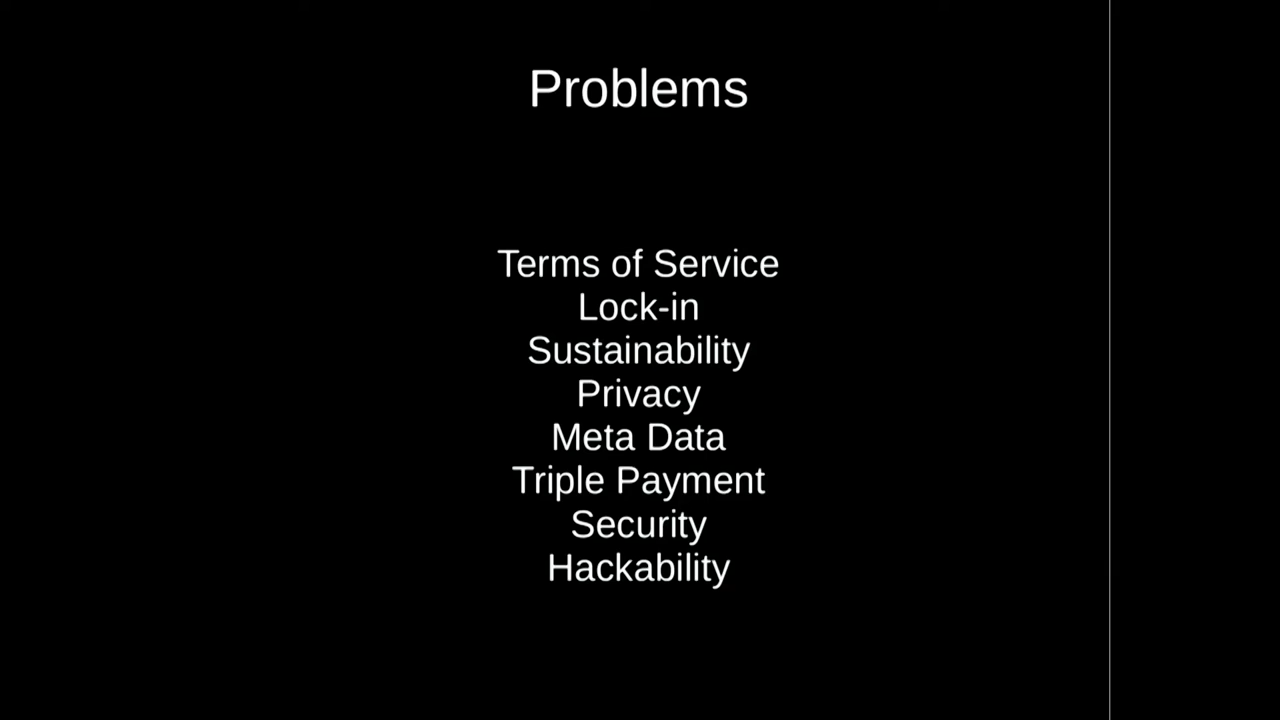 Problems
Terms of Service
Lock-in
Sustainability
Privacy
Meta Data
Triple Payment
Security
Hackability